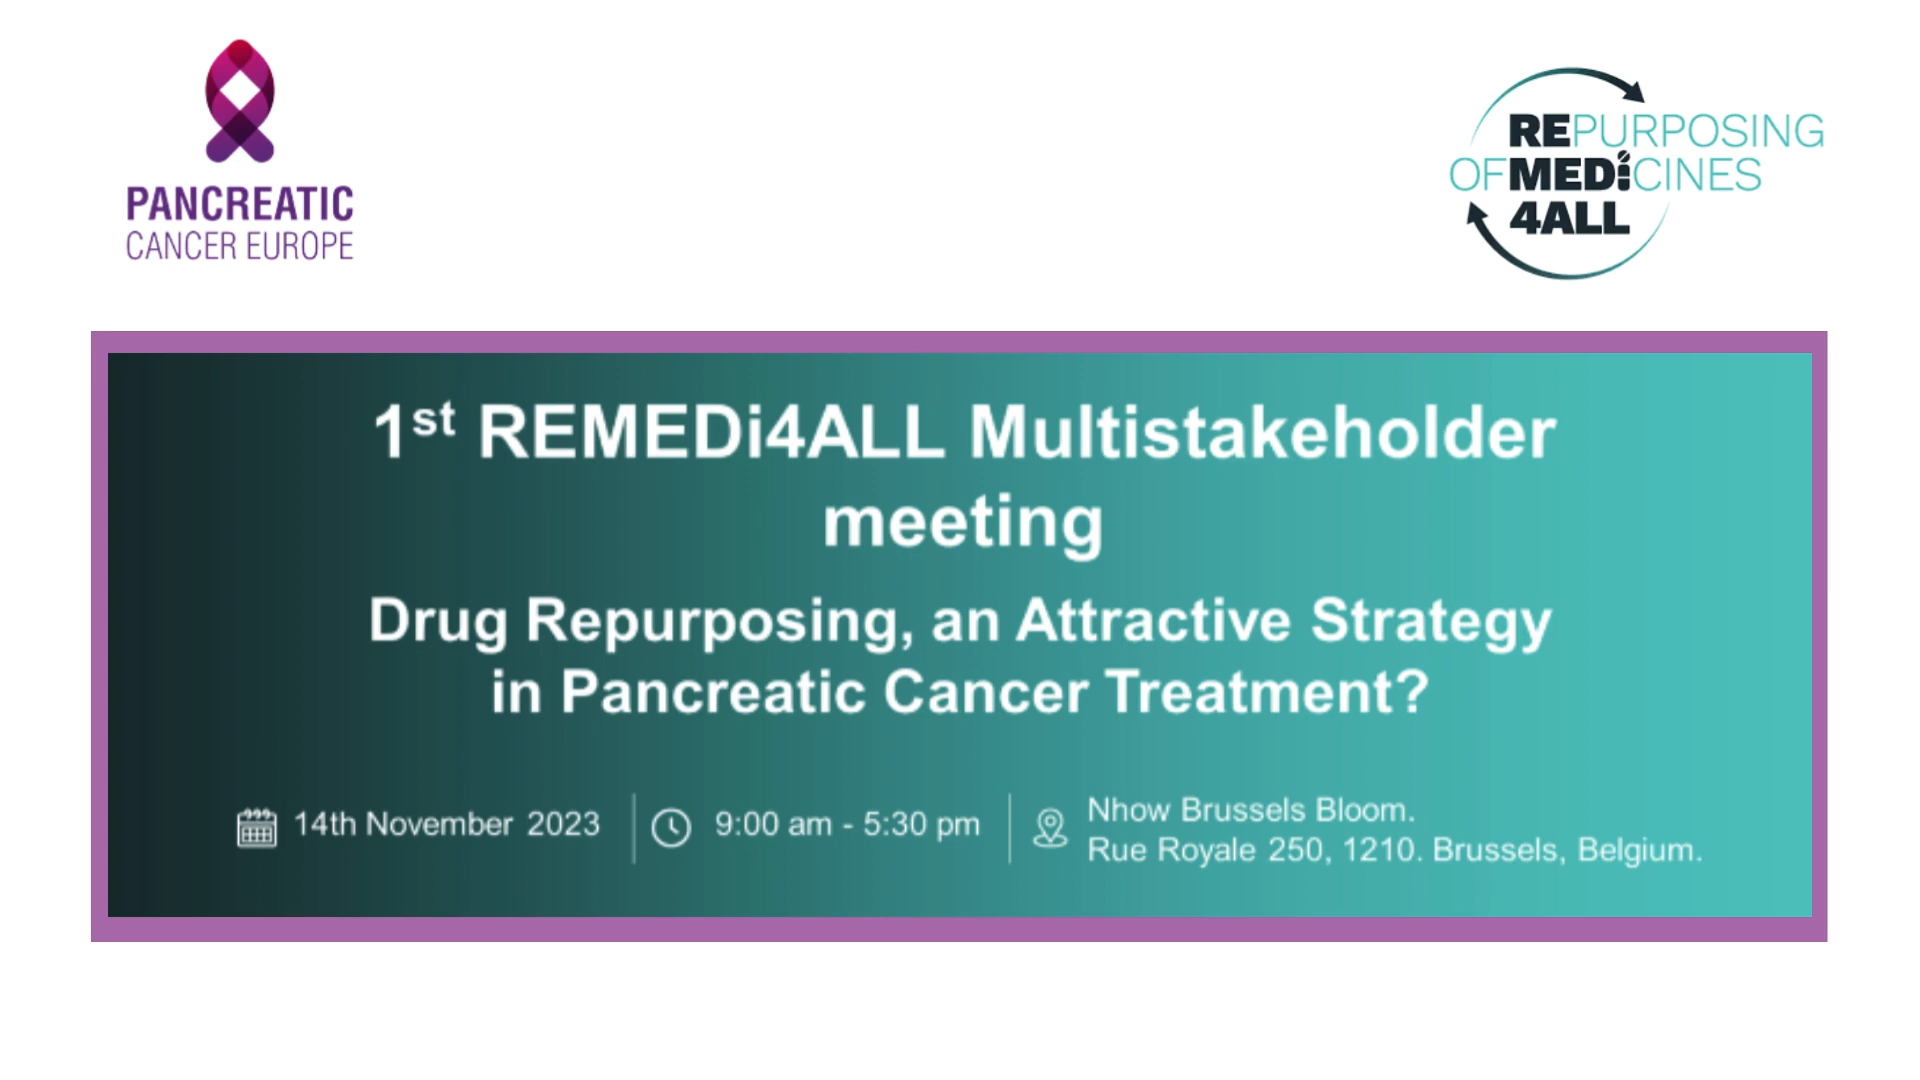 PANCREATIC
CANCER EUROPE
REPURPOSING
OFMEDiCINES
4ALL
1st REMEDi4ALL Multistakeholder
meeting
Drug Repurposing, an Attractive Strategy
in Pancreatic Cancer Treatment?
14th November 2023
9:00 am - 5:30 pm
Nhow Brussels Bloom.
Rue Royale 250, 1210. Brussels, Belgium.